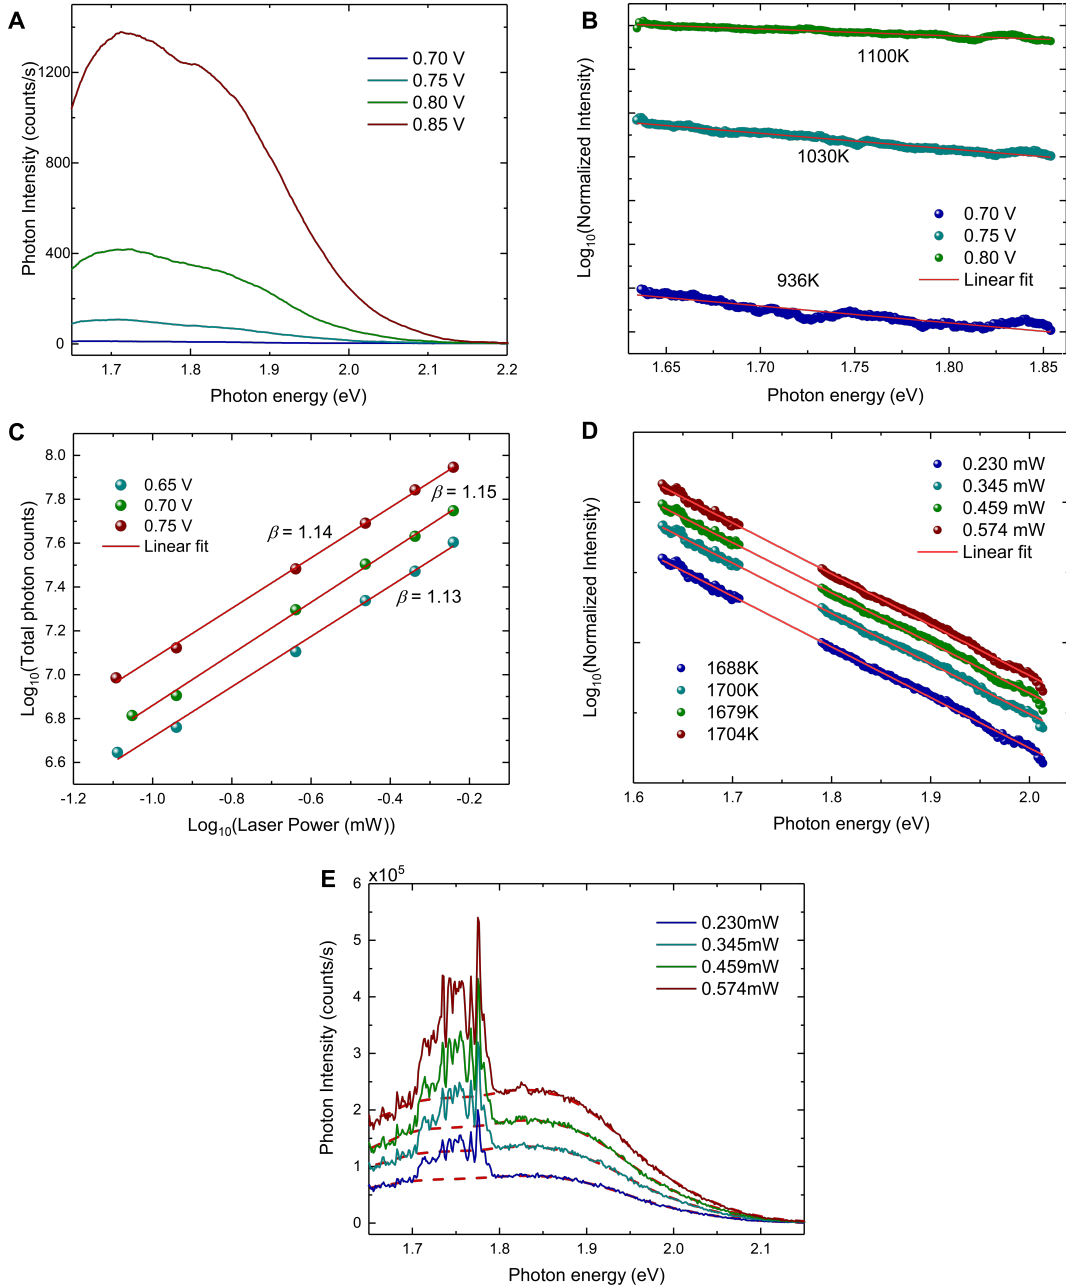 A
0.70 V
0.75 V
0.80 V
0.85 V
1200
800
400
0
Photon Intensity (counts/s)
1.7 1.8 1.9 2.0 2.1 2.2
Photon energy (eV)
B
1100K
1030K
936K
0.70 V
0.75 V
0.80 V
Linear fit
Log10(Normalized Intensity)
1.65 1.70 1.75 1.80 1.85
Photon energy (eV)
C
8.0
7.8
7.6
7.4
7.2
7.0
6.8
6.6
0.65 V
0.70 V
0.75 V
Linear fit
β = 1.15
β = 1.14
β = 1.13
Log10(Total photon counts)
-1.2 -1.0 -0.8 -0.6 -0.4 -0.2
Log10(Laser Power (mW))
D
0.230 mW
0.345 mW
0.459 mW
0.574 mW
Linear fit
1688K
1700K
1679K
1704K
Log10(Normalized Intensity)
1.6 1.7 1.8 1.9 2.0
Photon energy (eV)
E
x10^5
6
5
4
3
2
1
0
0.230mW
0.345mW
0.459mW
0.574mW
Photon Intensity (counts/s)
1.7 1.8 1.9 2.0 2.1
Photon energy (eV)